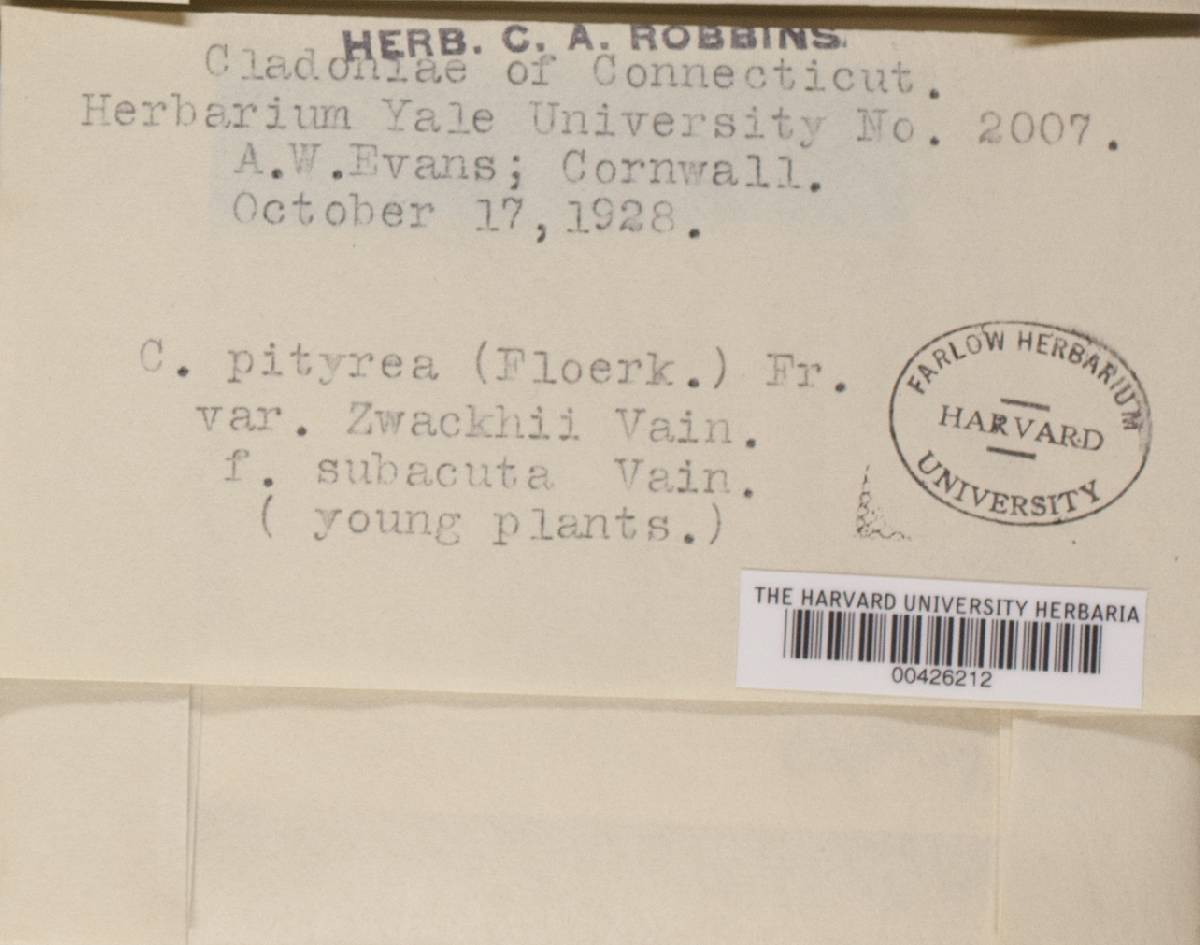 HERB. C. A. ROBBINS.
Cladoniae of Connecticut.
Herbarium Yale University No. 2007.
A.W.Evans; Cornwall.
October 17,1928.
C. pityrea (Floerk.) Fr.
var. Zwackhii Vain.
f. subacuta Vain.
( young plants.)
FARLOW HERBARIUM
HARVARD
UNIVERSITY
THE HARVARD UNIVERSITY HERBARIA
00426212